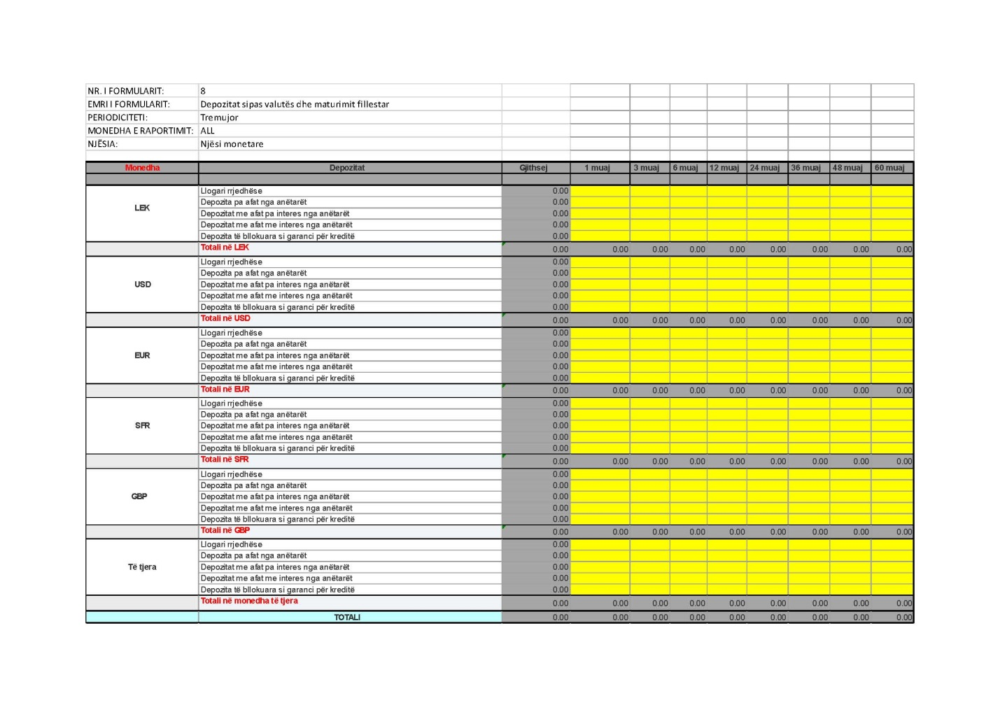 NR. I FORMULARIT: 8
EMRI I FORMULARIT: Depozitat sipas valutës dhe maturimit fillestar
PERIODICITETI: Tremujor
MONEDHA E RAPORTIMIT: ALL
NJËSIA: Njësi monetare
Monedha Depozitat Gjithsej 1 muaj 3 muaj 6 muaj 12 muaj 24 muaj 36 muaj 48 muaj 60 muaj
Llogari rrjedhëse 0.00
Depozita pa afat nga anëtarët 0.00
LEK
Depozitat me afat pa interes nga anëtarët 0.00
Depozitat me afat me interes nga anëtarët 0.00
Depozita të bllokuara si garanci për kreditë 0.00
Totali në LEK 0.00 0.00 0.00 0.00 0.00 0.00 0.00 0.00 0.00
Llogari rrjedhëse 0.00
Depozita pa afat nga anëtarët 0.00
USD Depozitat me afat pa interes nga anëtarët 0.00
Depozitat me afat me interes nga anëtarët 0.00
Depozita të bllokuara si garanci për kreditë 0.00
Totali në USD 0.00 0.00 0.00 0.00 0.00 0.00 0.00 0.00 0.00
Llogari rrjedhëse 0.00
Depozita pa afat nga anëtarët 0.00
EUR Depozitat me afat pa interes nga anëtarët 0.00
Depozitat me afat me interes nga anëtarët 0.00
Depozita të bllokuara si garanci për kreditë 0.00
Totali në EUR 0.00 0.00 0.00 0.00 0.00 0.00 0.00 0.00 0.00
Llogari rrjedhëse 0.00
Depozita pa afat nga anëtarët 0.00
SFR Depozitat me afat pa interes nga anëtarët 0.00
Depozitat me afat me interes nga anëtarët 0.00
Depozita të bllokuara si garanci për kreditë 0.00
Totali në SFR 0.00 0.00 0.00 0.00 0.00 0.00 0.00 0.00 0.00
Llogari rrjedhëse 0.00
Depozita pa afat nga anëtarët 0.00
GBP Depozitat me afat pa interes nga anëtarët 0.00
Depozitat me afat me interes nga anëtarët 0.00
Depozita të bllokuara si garanci për kreditë 0.00
Totali në GBP 0.00 0.00 0.00 0.00 0.00 0.00 0.00 0.00 0.00
Llogari rrjedhëse 0.00
Depozita pa afat nga anëtarët 0.00
Të tjera Depozitat me afat pa interes nga anëtarët 0.00
Depozitat me afat me interes nga anëtarët 0.00
Depozita të bllokuara si garanci për kreditë 0.00
Totali në monedha të tjera 0.00 0.00 0.00 0.00 0.00 0.00 0.00 0.00 0.00
TOTALI 0.00 0.00 0.00 0.00 0.00 0.00 0.00 0.00 0.00